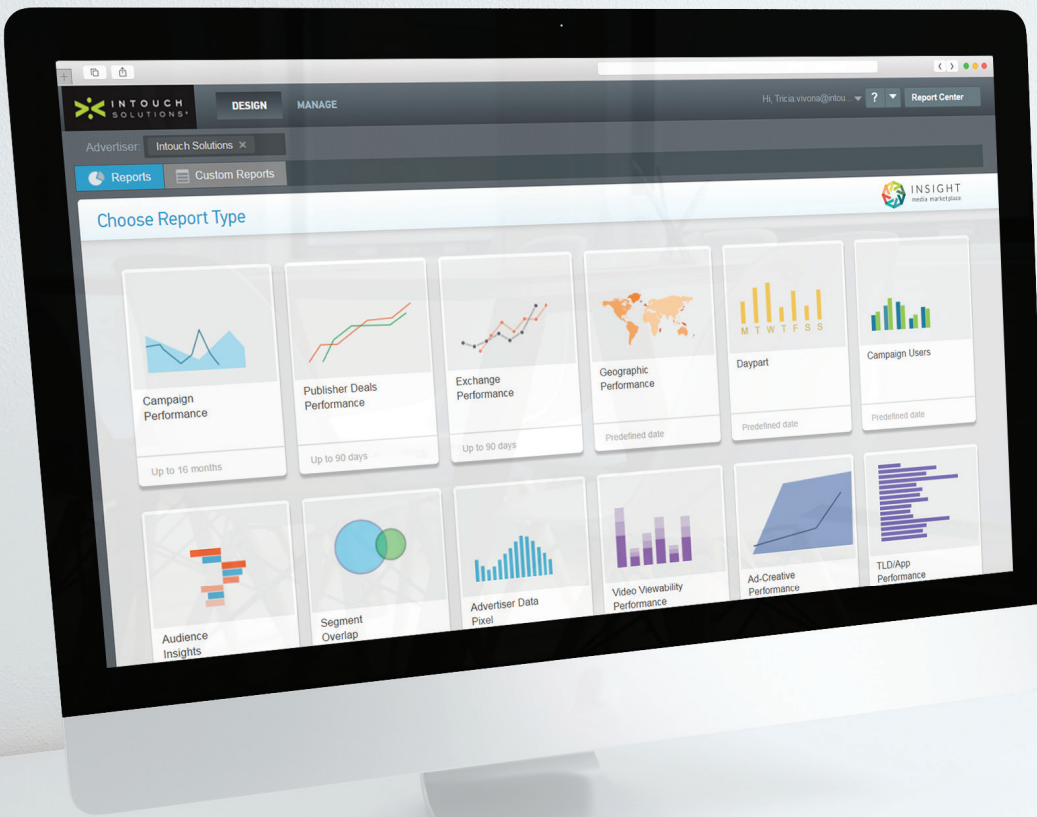 INTOUCH
SOLUTIONS
DESIGN
MANAGE
Hi, Tricia.vivona@intou...
?
Report Center
Advertiser:
Intouch Solutions ×
Reports
Custom Reports
Choose Report Type
INSIGHT
media marketplace
Campaign
Performance
Up to 16 months
Publisher Deals
Performance
Up to 90 days
Exchange
Performance
Up to 90 days
Geographic
Performance
Predefined date
M T W T F S S
Daypart
Predefined date
Campaign Users
Predefined date
Audience
Insights
Segment
Overlap
Advertiser Data
Pixel
Video Viewability
Performance
Ad-Creative
Performance
TLD/App
Performance